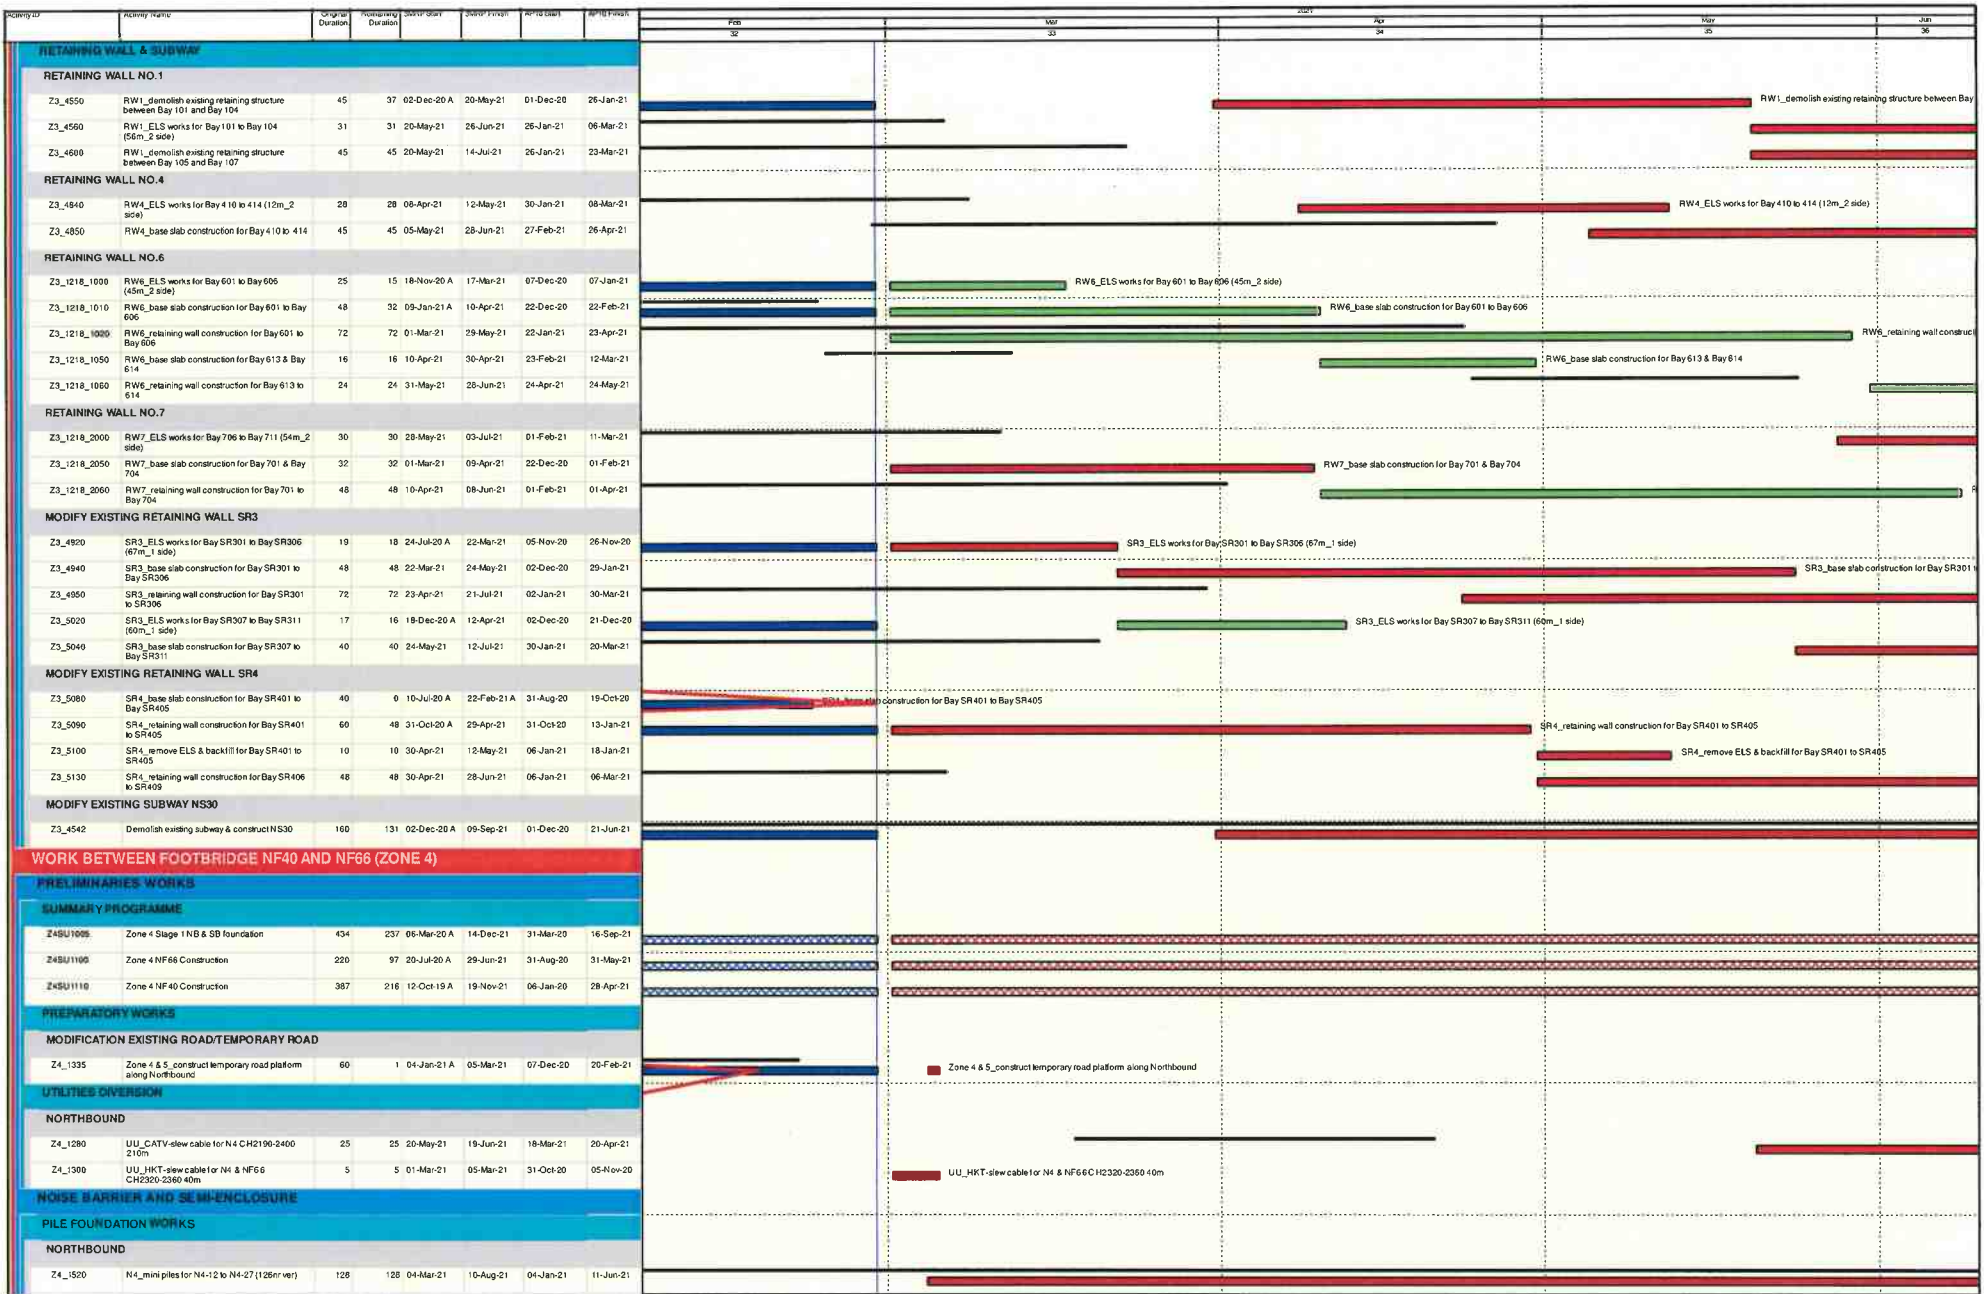 Activity ID Activity Name Original Duration Remaining Duration 3MRP Start 3MRP Finish AP10 Start AP10 Finish 2021
Feb Mar Apr May Jun
32 33 34 35 36
RETAINING WALL & SUBWAY
RETAINING WALL NO.1
Z3_4550 RW1_demolish existing retaining structure between Bay 101 and Bay 104 45 37 02-Dec-20 A 20-May-21 01-Dec-20 26-Jan-21 RW1_demolish existing retaining structure between Bay
Z3_4560 RW1_ELS works for Bay 101 to Bay 104 (56m_2 side) 31 31 20-May-21 26-Jun-21 26-Jan-21 06-Mar-21
Z3_4600 RW1_demolish existing retaining structure between Bay 105 and Bay 107 45 45 20-May-21 14-Jul-21 26-Jan-21 23-Mar-21
RETAINING WALL NO.4
Z3_4840 RW4_ELS works for Bay 410 to 414 (12m_2 side) 28 28 08-Apr-21 12-May-21 30-Jan-21 08-Mar-21 RW4_ELS works for Bay 410 to 414 (12m_2 side)
Z3_4850 RW4_base slab construction for Bay 410 to 414 45 45 05-May-21 28-Jun-21 27-Feb-21 26-Apr-21
RETAINING WALL NO.6
Z3_1218_1000 RW6_ELS works for Bay 601 to Bay 606 (45m_2 side) 25 15 18-Nov-20 A 17-Mar-21 07-Dec-20 07-Jan-21 RW6_ELS works for Bay 601 to Bay 606 (45m_2 side)
Z3_1218_1010 RW6_base slab construction for Bay 601 to Bay 606 48 32 09-Jan-21 A 10-Apr-21 22-Dec-20 22-Feb-21 RW6_base slab construction for Bay 601 to Bay 606
Z3_1218_1020 RW6_retaining wall construction for Bay 601 to Bay 606 72 72 01-Mar-21 29-May-21 22-Jan-21 23-Apr-21 RW6_retaining wall construct
Z3_1218_1050 RW6_base slab construction for Bay 613 & Bay 614 16 16 10-Apr-21 30-Apr-21 23-Feb-21 12-Mar-21 RW6_base slab construction for Bay 613 & Bay 614
Z3_1218_1060 RW6_retaining wall construction for Bay 613 to 614 24 24 31-May-21 28-Jun-21 24-Apr-21 24-May-21
RETAINING WALL NO.7
Z3_1218_2000 RW7_ELS works for Bay 706 to Bay 711 (54m_2 side) 30 30 28-May-21 03-Jul-21 01-Feb-21 11-Mar-21
Z3_1218_2050 RW7_base slab construction for Bay 701 & Bay 704 32 32 01-Mar-21 09-Apr-21 22-Dec-20 01-Feb-21 RW7_base slab construction for Bay 701 & Bay 704
Z3_1218_2060 RW7_retaining wall construction for Bay 701 to Bay 704 48 48 10-Apr-21 08-Jun-21 01-Feb-21 01-Apr-21
MODIFY EXISTING RETAINING WALL SR3
Z3_4920 SR3_ELS works for Bay SR301 to Bay SR306 (67m_1 side) 19 18 24-Jul-20 A 22-Mar-21 05-Nov-20 26-Nov-20 SR3_ELS works for Bay SR301 to Bay SR306 (67m_1 side)
Z3_4940 SR3_base slab construction for Bay SR301 to Bay SR306 48 48 22-Mar-21 24-May-21 02-Dec-20 29-Jan-21 SR3_base slab construction for Bay SR301 t
Z3_4950 SR3_retaining wall construction for Bay SR301 to SR306 72 72 23-Apr-21 21-Jul-21 02-Jan-21 30-Mar-21
Z3_5020 SR3_ELS works for Bay SR307 to Bay SR311 (60m_1 side) 17 16 18-Dec-20 A 12-Apr-21 02-Dec-20 21-Dec-20 SR3_ELS works for Bay SR307 to Bay SR311 (60m_1 side)
Z3_5040 SR3_base slab construction for Bay SR307 to Bay SR311 40 40 24-May-21 12-Jul-21 30-Jan-21 20-Mar-21
MODIFY EXISTING RETAINING WALL SR4
Z3_5080 SR4_base slab construction for Bay SR401 to Bay SR405 40 0 10-Jul-20 A 22-Feb-21 A 31-Aug-20 19-Oct-20 construction for Bay SR401 to Bay SR405
Z3_5090 SR4_retaining wall construction for Bay SR401 to SR405 60 48 31-Oct-20 A 29-Apr-21 31-Oct-20 13-Jan-21 SR4_retaining wall construction for Bay SR401 to SR405
Z3_5100 SR4_remove ELS & backfill for Bay SR401 to SR405 10 10 30-Apr-21 12-May-21 06-Jan-21 18-Jan-21 SR4_remove ELS & backfill for Bay SR401 to SR405
Z3_5130 SR4_retaining wall construction for Bay SR406 to SR409 48 48 30-Apr-21 28-Jun-21 06-Jan-21 06-Mar-21
MODIFY EXISTING SUBWAY NS30
Z3_4542 Demolish existing subway & construct NS30 160 131 02-Dec-20 A 09-Sep-21 01-Dec-20 21-Jun-21
WORK BETWEEN FOOTBRIDGE NF40 AND NF66 (ZONE 4)
PRELIMINARIES WORKS
SUMMARY PROGRAMME
Z4SU1005 Zone 4 Stage 1 NB & SB foundation 434 237 06-Mar-20 A 14-Dec-21 31-Mar-20 16-Sep-21
Z4SU1100 Zone 4 NF66 Construction 220 97 20-Jul-20 A 29-Jun-21 31-Aug-20 31-May-21
Z4SU1110 Zone 4 NF40 Construction 387 216 12-Oct-19 A 19-Nov-21 06-Jan-20 28-Apr-21
PREPARATORY WORKS
MODIFICATION EXISTING ROAD/TEMPORARY ROAD
Z4_1335 Zone 4 & 5_construct temporary road platform along Northbound 60 1 04-Jan-21 A 05-Mar-21 07-Dec-20 20-Feb-21 Zone 4 & 5_construct temporary road platform along Northbound
UTILITIES DIVERSION
NORTHBOUND
Z4_1280 UU_CATV-slew cable for N4 CH2190-2400 210m 25 25 20-May-21 19-Jun-21 18-Mar-21 20-Apr-21
Z4_1300 UU_HKT-slew cable for N4 & NF66 CH2320-2360 40m 5 5 01-Mar-21 05-Mar-21 31-Oct-20 05-Nov-20 UU_HKT-slew cable for N4 & NF66 CH2320-2360 40m
NOISE BARRIER AND SEMI-ENCLOSURE
PILE FOUNDATION WORKS
NORTHBOUND
Z4_1520 N4_mini piles for N4-12 to N4-27 (126nr ver) 128 128 04-Mar-21 10-Aug-21 04-Jan-21 11-Jun-21